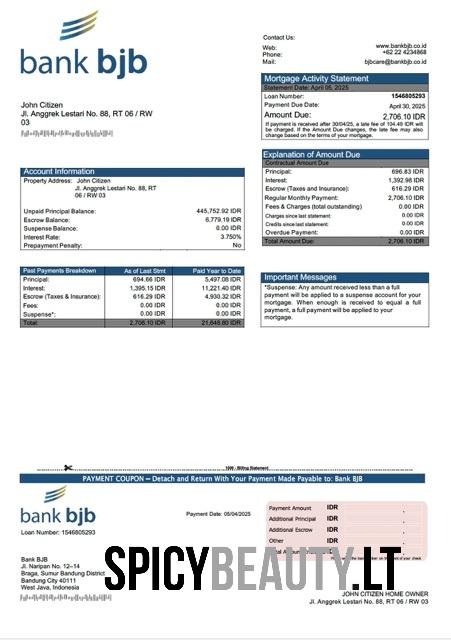 bank bjb
Contact Us:
Web: www.bankbjb.co.id
Phone: +62 22 4234868
Mail: bjbcare@bankbjb.co.id
John Citizen
Jl. Anggrek Lestari No. 88, RT 06 / RW
03
Mortgage Activity Statement
Statement Date: April 05, 2025
Loan Number: 1546805293
Payment Due Date: April 30, 2025
Amount Due: 2,706.10 IDR
If payment is received after 30/04/25, a late fee of 104.49 IDR will
be charged. If the Amount Due changes, the late fee may also
change based on the terms of your mortgage.
Explanation of Amount Due
Contractual Amount Due
Principal: 696.83 IDR
Interest: 1,392.98 IDR
Escrow (Taxes and Insurance): 616.29 IDR
Regular Monthly Payment: 2,706.10 IDR
Fees & Charges (total outstanding) 0.00 IDR
Charges since last statement: 0.00 IDR
Credits since last statement: 0.00 IDR
Overdue Payment: 0.00 IDR
Total Amount Due: 2,706.10 IDR
Account Information
Property Address: John Citizen
Jl. Anggrek Lestari No. 88, RT
06 / RW 03
Unpaid Principal Balance: 445,752.92 IDR
Escrow Balance: 6,779.19 IDR
Suspense Balance: 0.00 IDR
Interest Rate: 3.750%
Prepayment Penalty: No
Past Payments Breakdown As of Last Stmt Paid Year to Date
Principal: 694.66 IDR 5,497.08 IDR
Interest: 1,395.15 IDR 11,221.40 IDR
Escrow (Taxes & Insurance): 616.29 IDR 4,930.32 IDR
Fees: 0.00 IDR 0.00 IDR
Suspense*: 0.00 IDR 0.00 IDR
Total: 2,706.10 IDR 21,648.80 IDR
Important Messages
*Suspense: Any amount received less than a full
payment will be applied to a suspense account for your
mortgage. When enough is received to equal a full
payment, a full payment will be applied to your
mortgage.
1999 - Billing Statement
PAYMENT COUPON – Detach and Return With Your Payment Made Payable to: Bank BJB
bank bjb
Loan Number: 1546805293
Payment Date: 05/04/2025
Payment Amount IDR
Additional Principal IDR
Additional Escrow IDR
Other IDR
Bank BJB
Jl. Naripan No. 12-14
Braga, Sumur Bandung District
Bandung City 40111
West Java, Indonesia
SPICYBEAUTY.LT
JOHN CITIZEN HOME OWNER
Jl. Anggrek Lestari No. 88, RT 06 / RW 03